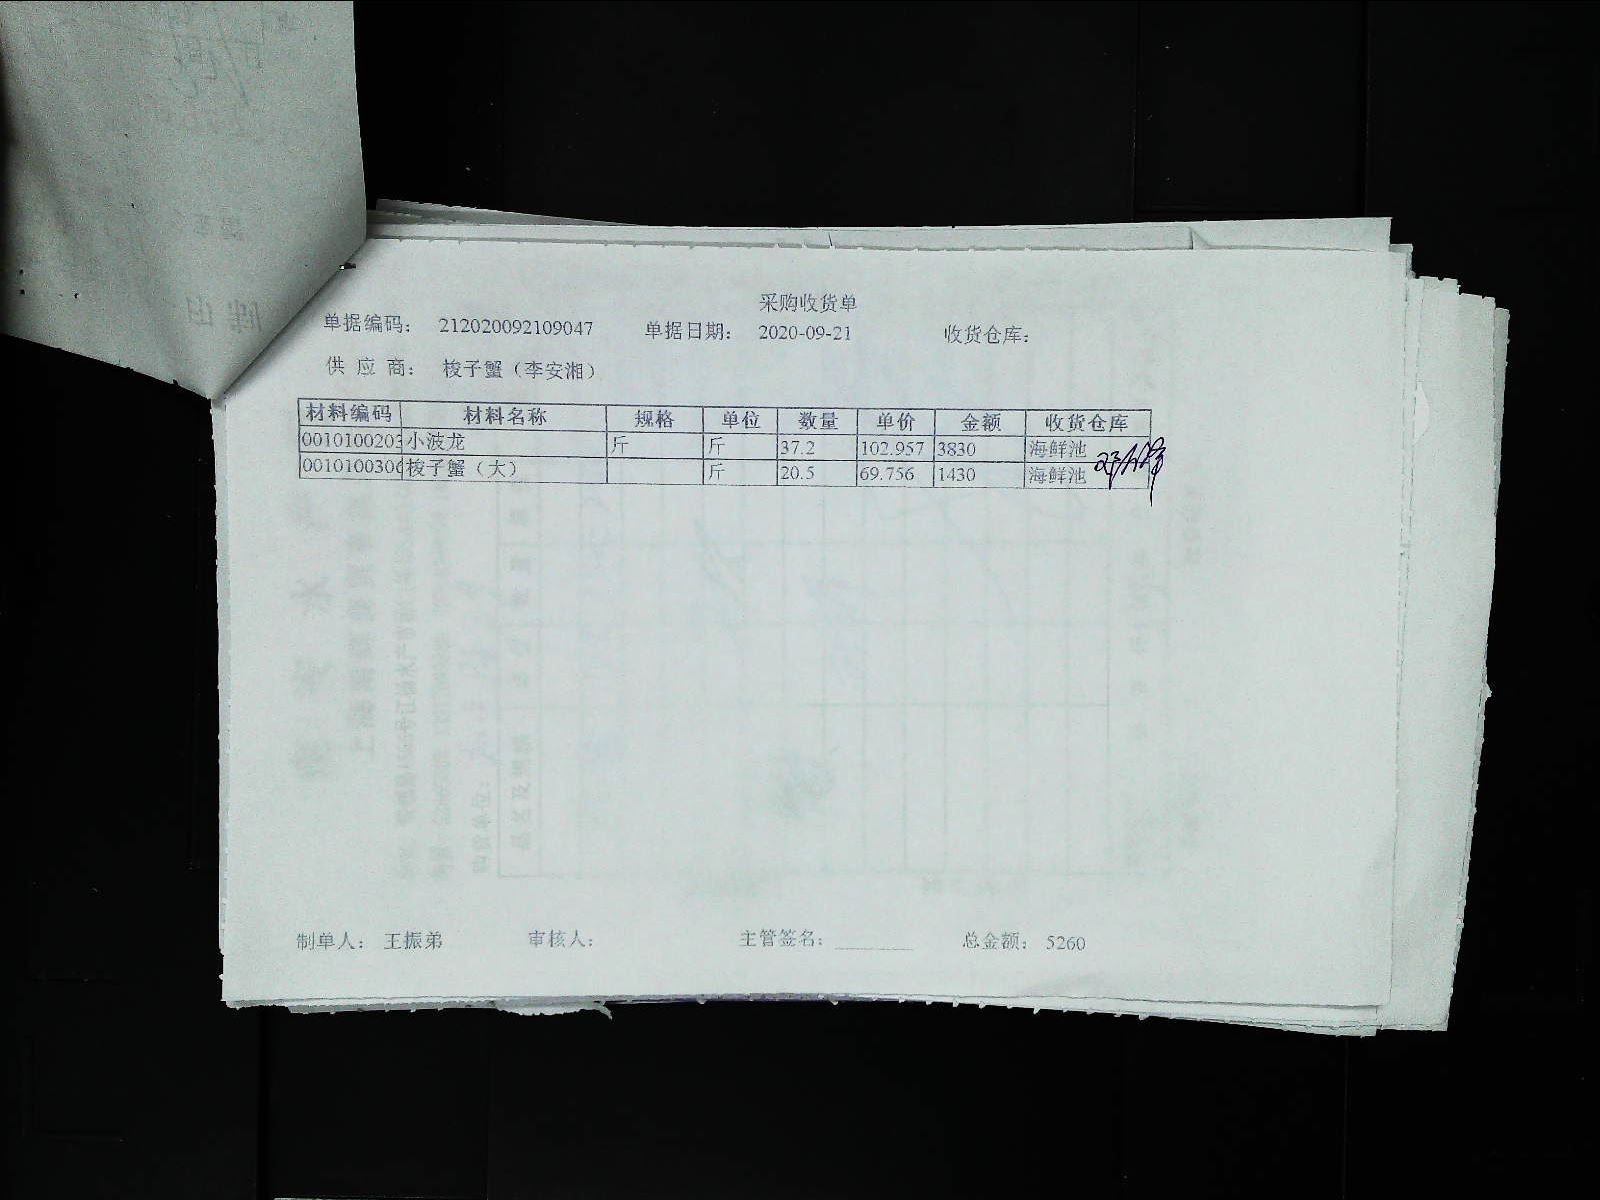 采购收货单
单据编码： 212020092109047 单据日期： 2020-09-21 收货仓库：
供 应 商： 梭子蟹（李安湘）
材料编码 材料名称 规格 单位 数量 单价 金额 收货仓库
0010100203 小波龙 斤 斤 37.2 102.957 3830 海鲜池
0010100306 梭子蟹（大） 斤 20.5 69.756 1430 海鲜池
制单人： 王振弟 审核人： 主管签名：________ 总金额： 5260